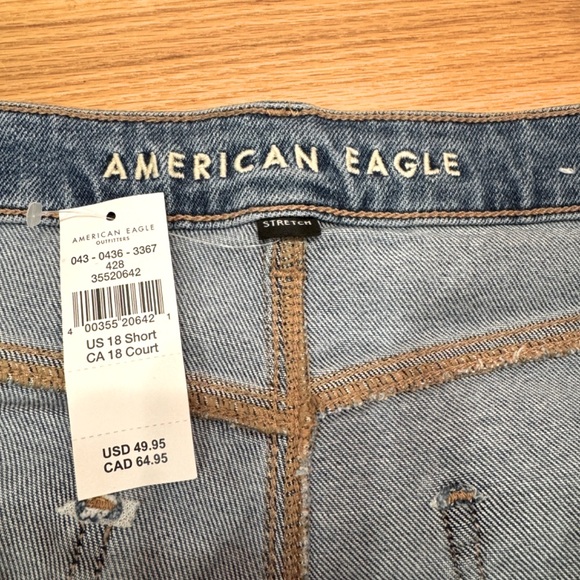 AMERICAN EAGLE
STRETCH
AMERICAN EAGLE
OUTFITTERS
043 - 0436 - 3367
428
35520642
4 00355 20642 1
US 18 Short
CA 18 Court
USD 49.95
CAD 64.95